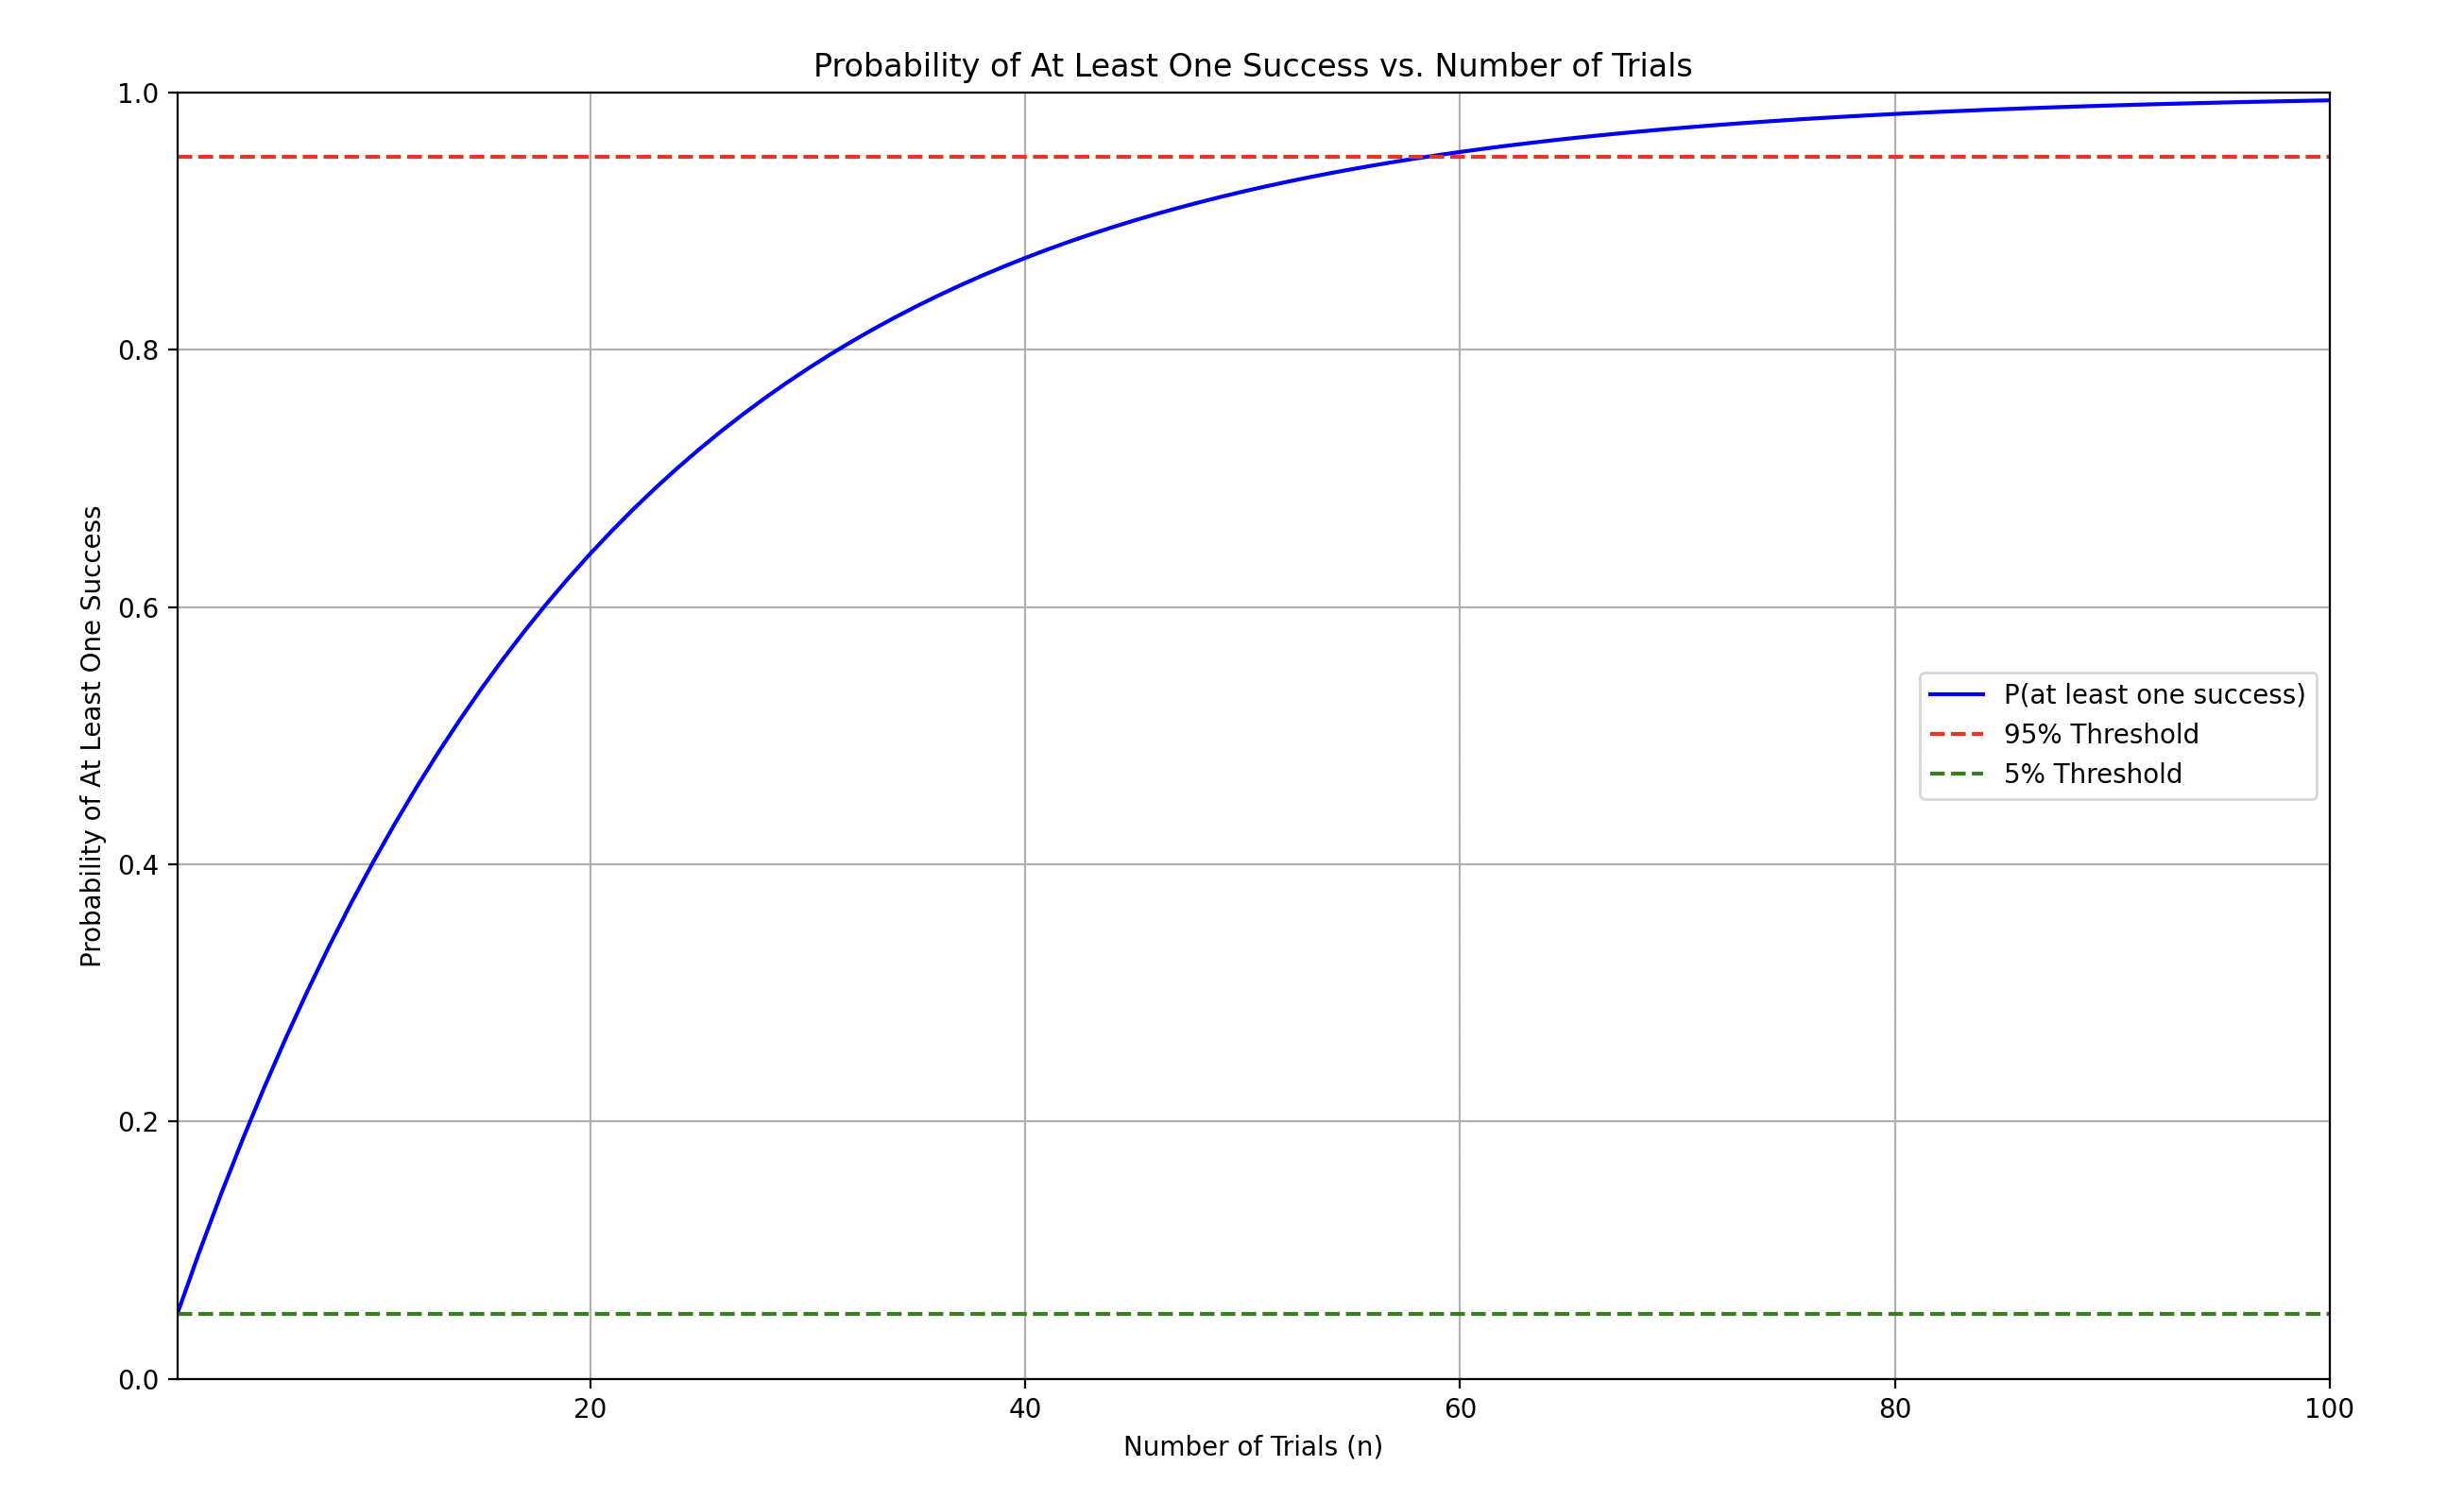 Probability of At Least One Success vs. Number of Trials
1.0
0.8
0.6
0.4
0.2
0.0
Probability of At Least One Success
P(at least one success)
95% Threshold
5% Threshold
20
40
60
80
100
Number of Trials (n)